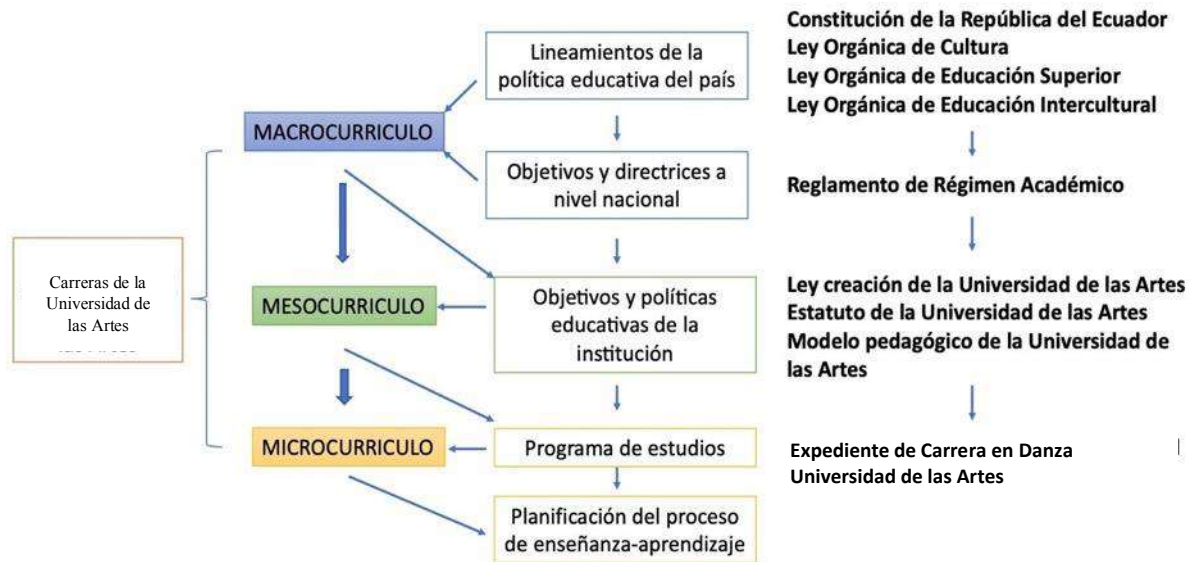 Carreras de la
Universidad de
las Artes
MACROCURRICULO
MESOCURRICULO
MICROCURRICULO
Lineamientos de la
política educativa del país
Objetivos y directrices a
nivel nacional
Objetivos y políticas
educativas de la
institución
Programa de estudios
Planificación del proceso
de enseñanza-aprendizaje
Constitución de la República del Ecuador
Ley Orgánica de Cultura
Ley Orgánica de Educación Superior
Ley Orgánica de Educación Intercultural
Reglamento de Régimen Académico
Ley creación de la Universidad de las Artes
Estatuto de la Universidad de las Artes
Modelo pedagógico de la Universidad de
las Artes
Expediente de Carrera en Danza
Universidad de las Artes